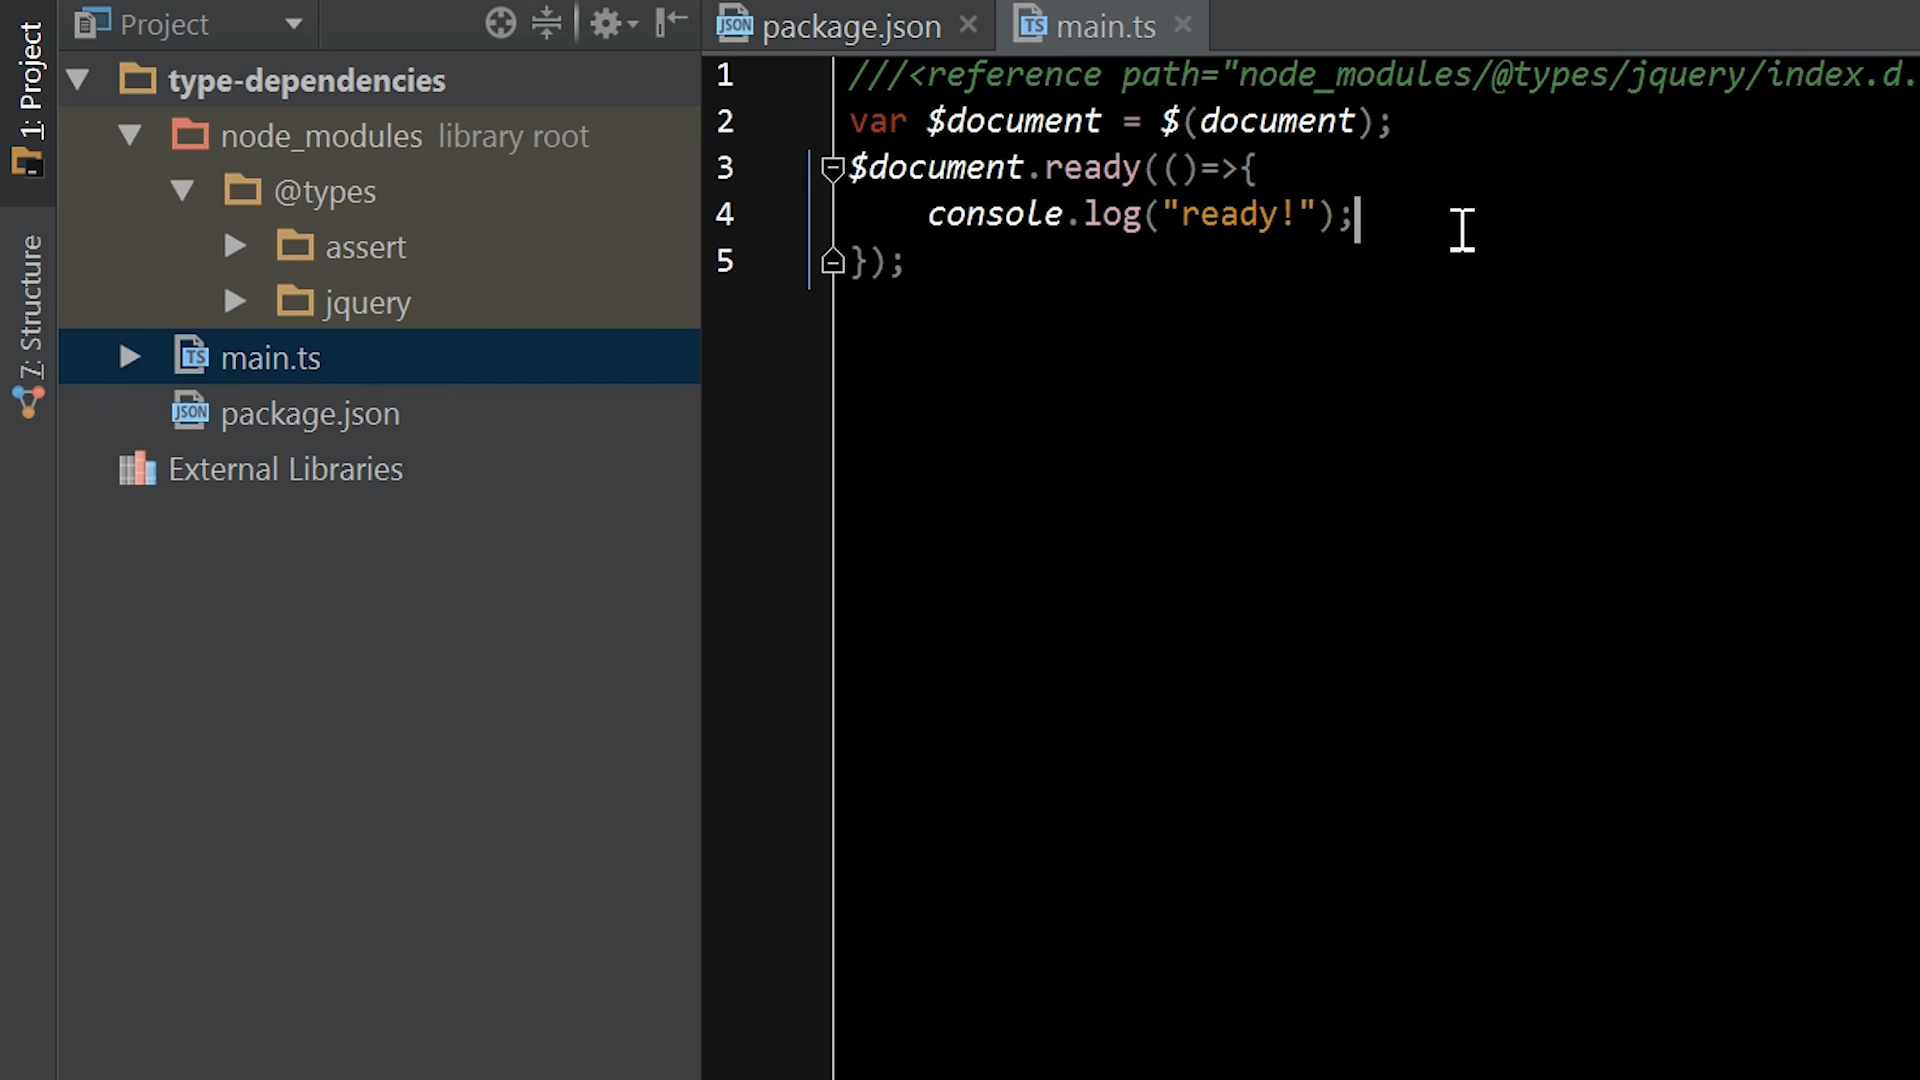 1: Project
7: Structure
Project
type-dependencies
node_modules library root
@types
assert
jquery
main.ts
package.json
External Libraries
package.json
main.ts
1 ///<reference path="node_modules/@types/jquery/index.d.
2 var $document = $(document);
3 $document.ready(()=>{
4 console.log("ready!");
5 });